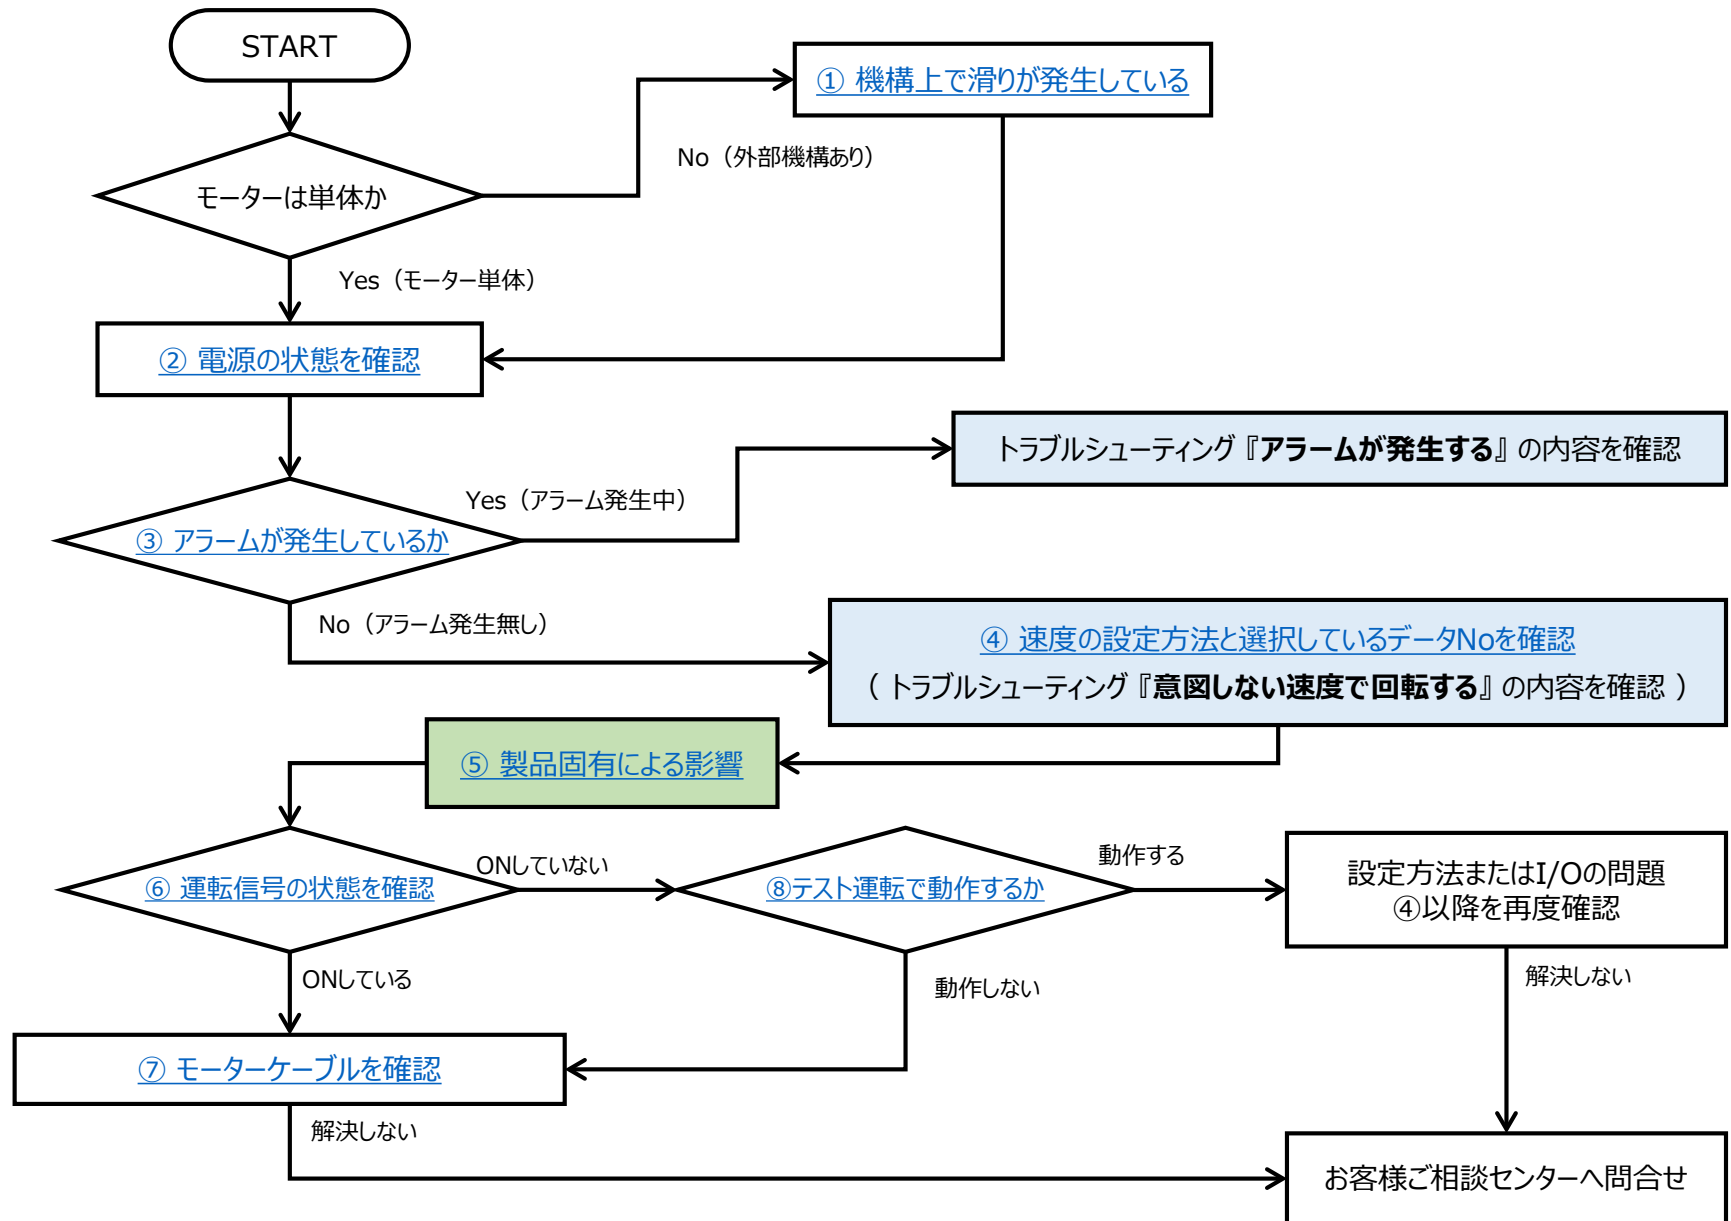 START
① 機構上で滑りが発生している
No（外部機構あり）
モーターは単体か
Yes（モーター単体）
② 電源の状態を確認
トラブルシューティング『アラームが発生する』の内容を確認
Yes（アラーム発生中）
③ アラームが発生しているか
No（アラーム発生無し）
④ 速度の設定方法と選択しているデータNoを確認
（ トラブルシューティング『意図しない速度で回転する』の内容を確認 ）
⑤ 製品固有による影響
ONしていない
動作する
⑥ 運転信号の状態を確認
⑧テスト運転で動作するか
設定方法またはI/Oの問題
④以降を再度確認
ONしている
動作しない
解決しない
⑦ モーターケーブルを確認
解決しない
お客様ご相談センターへ問合せ